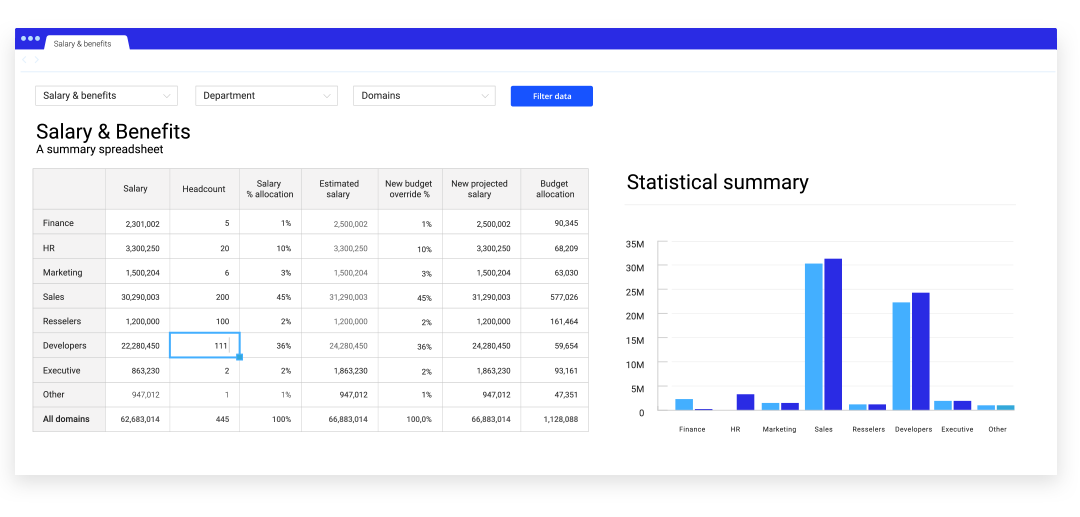 Salary & benefits
Salary & benefits Department Domains Filter data
Salary & Benefits
A summary spreadsheet
Salary Headcount Salary % allocation Estimated salary New budget override % New projected salary Budget allocation
Finance 2,301,002 5 1% 2,500,002 1% 2,500,002 90,345
HR 3,300,250 20 10% 3,300,250 10% 3,300,250 68,209
Marketing 1,500,204 6 3% 1,500,204 3% 1,500,204 63,030
Sales 30,290,003 200 45% 31,290,003 45% 31,290,003 577,026
Resselers 1,200,000 100 2% 1,200,000 2% 1,200,000 161,464
Developers 22,280,450 111 36% 24,280,450 36% 24,280,450 59,654
Executive 863,230 2 2% 1,863,230 2% 1,863,230 93,161
Other 947,012 1 1% 947,012 1% 947,012 47,351
All domains 62,683,014 445 100% 66,883,014 100,0% 66,883,014 1,128,088
Statistical summary
35M
30M
25M
20M
15M
10M
5M
0
Finance HR Marketing Sales Resselers Developers Executive Other